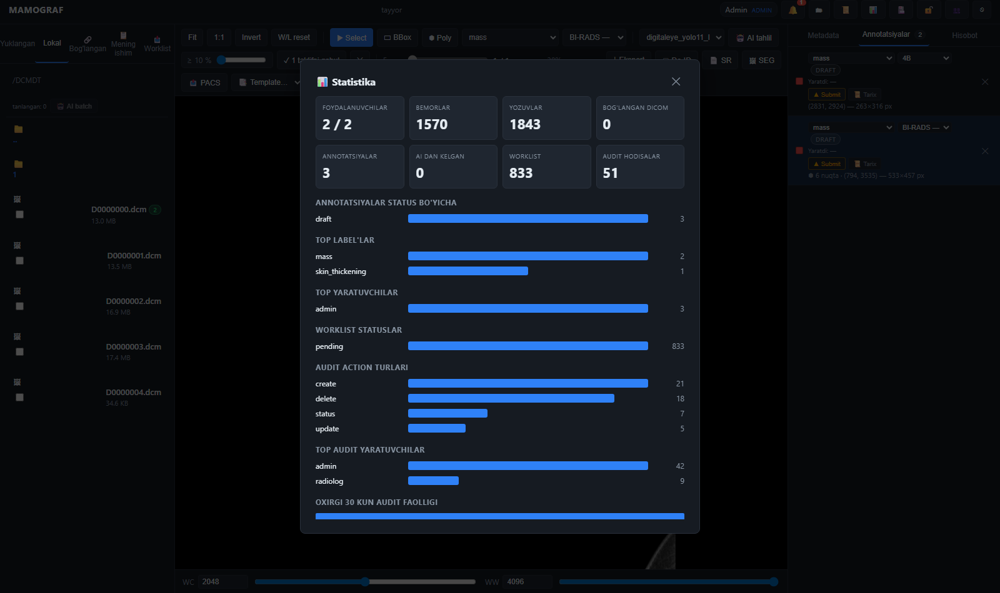 MAMOGRAF
tayyor
Admin ADMIN
1
Yuklangan
Lokal
Bog'langan
Mening ishim
Worklist
Fit
1:1
Invert
W/L reset
Select
BBox
Poly
mass
BI-RADS —
digitaleye_yolo11_l
AI tahlil
Metadata
Annotatsiyalar 2
Hisobot
≥ 10 %
SR
SEG
PACS
Template...
/DCMDT
tanlangan: 0
AI batch
..
1
D0000000.dcm 2
13.0 MB
D0000001.dcm
13.5 MB
D0000002.dcm
16.9 MB
D0000003.dcm
17.4 MB
D0000004.dcm
34.6 KB
Statistika
FOYDALANUVCHILAR
2 / 2
BEMORLAR
1570
YOZUVLAR
1843
BOG'LANGAN DICOM
0
ANNOTATSIYALAR
3
AI DAN KELGAN
0
WORKLIST
833
AUDIT HODISALAR
51
ANNOTATSIYALAR STATUS BO'YICHA
draft 3
TOP LABEL'LAR
mass 2
skin_thickening 1
TOP YARATUVCHILAR
admin 3
WORKLIST STATUSLAR
pending 833
AUDIT ACTION TURLARI
create 21
delete 18
status 7
update 5
TOP AUDIT YARATUVCHILAR
admin 42
radiolog 9
OXIRGI 30 KUN AUDIT FAOLLIGI
mass 4B
DRAFT
Yaratdi: —
Submit Tarix
(2831, 2924) — 263×316 px
mass BI-RADS —
DRAFT
Yaratdi: —
Submit Tarix
6 nuqta · (794, 3535) — 533×457 px
WC 2048
WW 4096